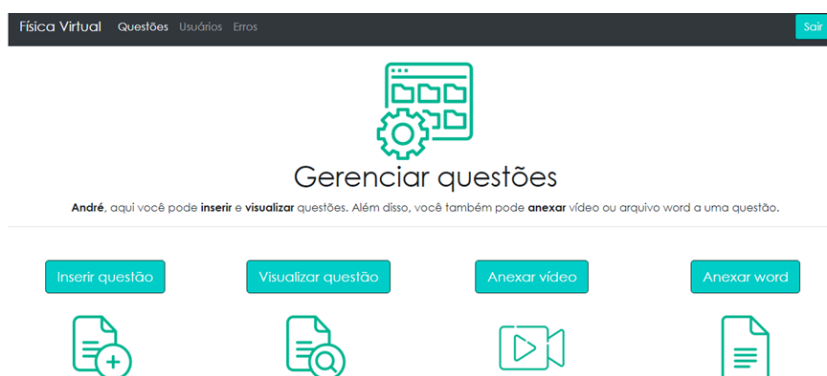 Física Virtual Questões Usuários Erros Sair
Gerenciar questões
André, aqui você pode inserir e visualizar questões. Além disso, você também pode anexar vídeo ou arquivo word a uma questão.
Inserir questão Visualizar questão Anexar vídeo Anexar word